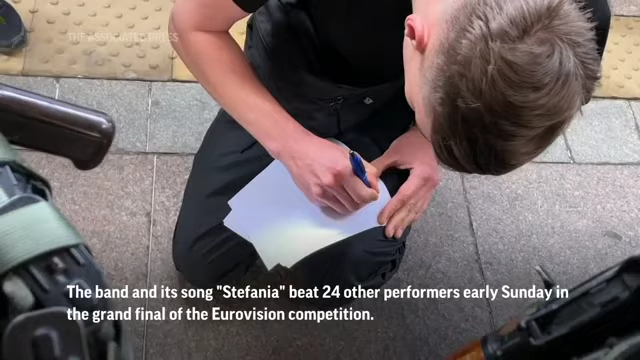 THE ASSOCIATED PRESS
The band and its song "Stefania" beat 24 other performers early Sunday in
the grand final of the Eurovision competition.